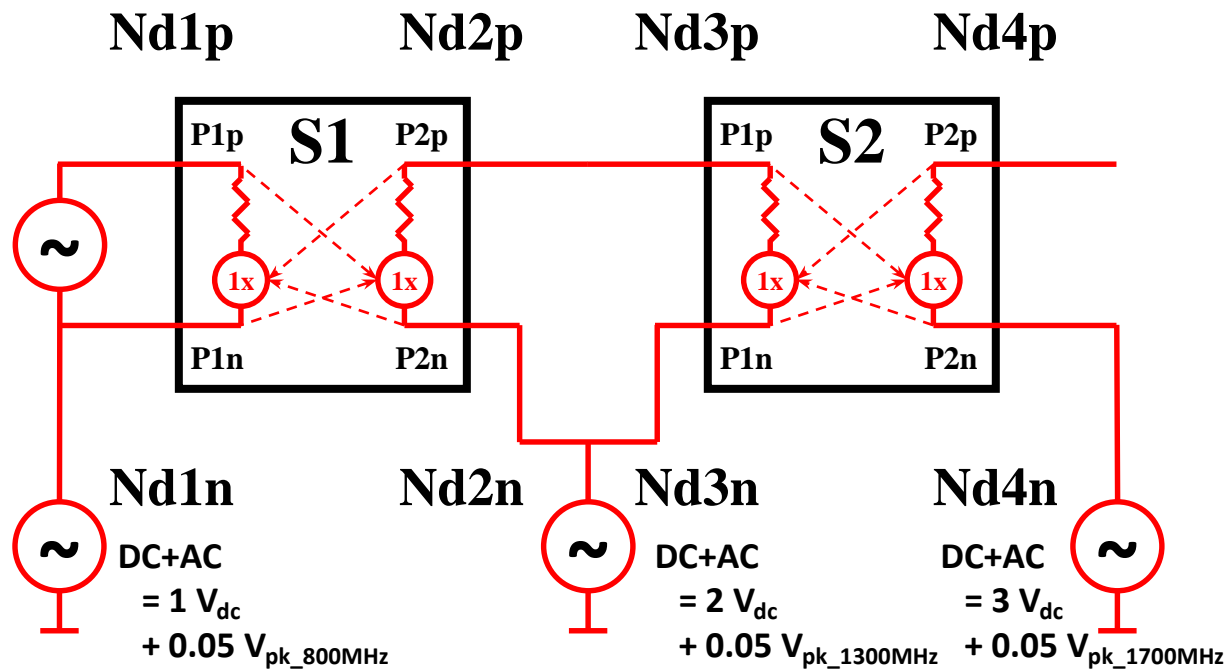 Nd1p Nd2p Nd3p Nd4p
S1 S2
P1p P2p P1p P2p
~
1x 1x 1x 1x
P1n P2n P1n P2n
Nd1n Nd2n Nd3n Nd4n
~ ~ ~
DC+AC DC+AC DC+AC
= 1 Vdc = 2 Vdc = 3 Vdc
+ 0.05 Vpk_800MHz + 0.05 Vpk_1300MHz + 0.05 Vpk_1700MHz